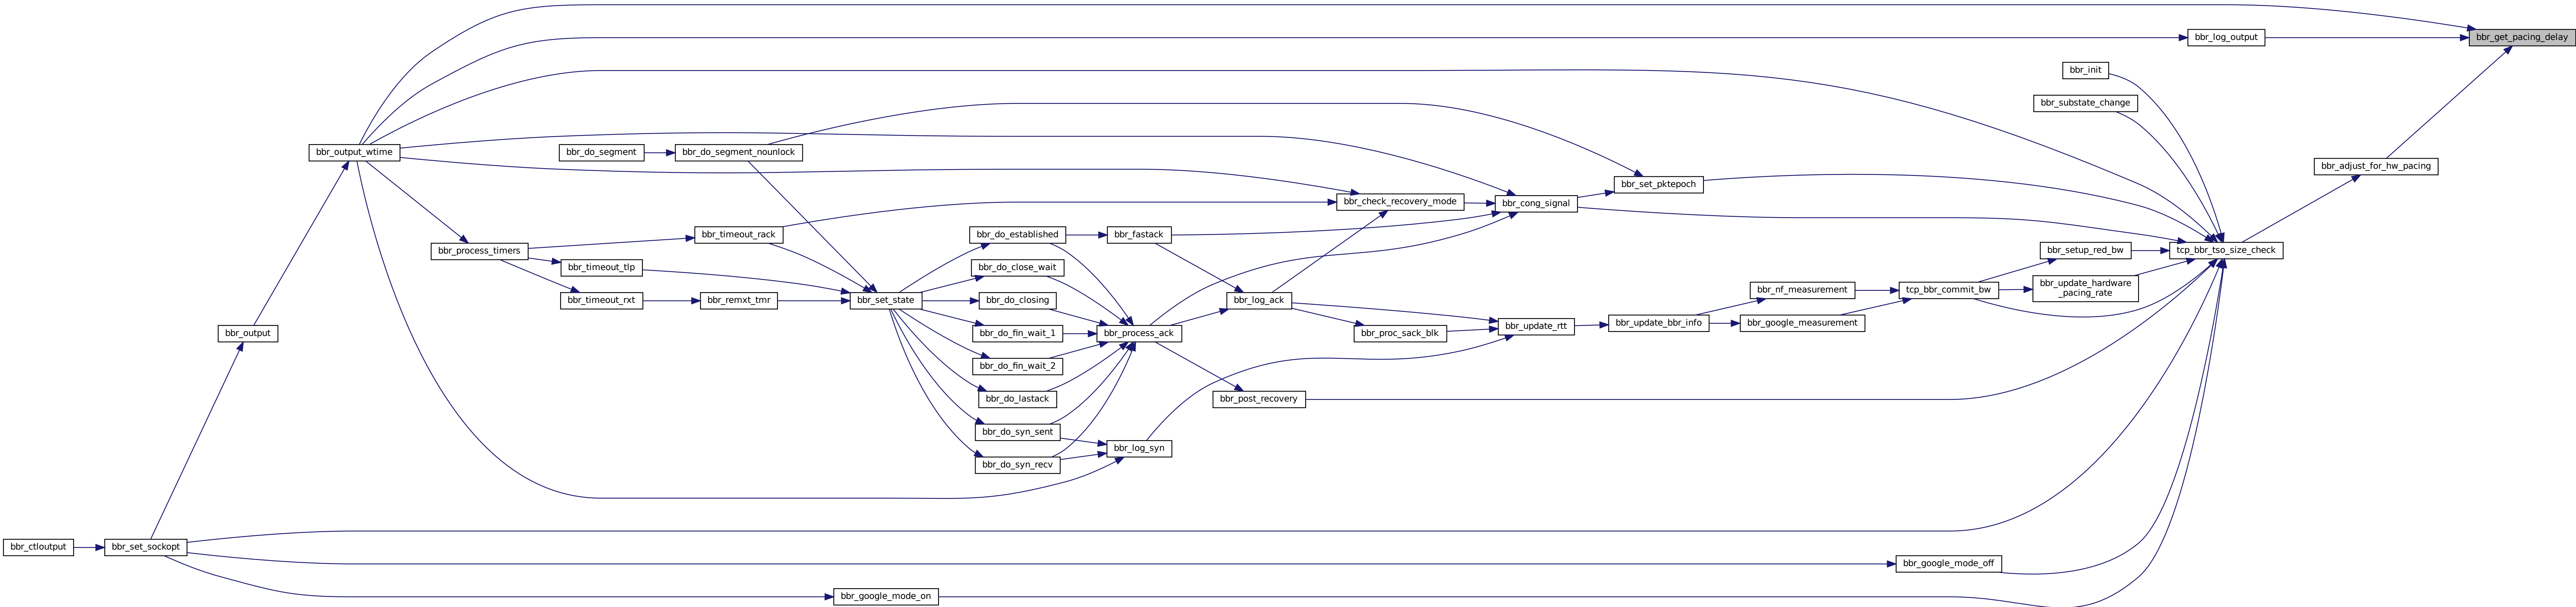 bbr_get_pacing_delay
bbr_log_output
bbr_init
bbr_substate_change
bbr_output_wtime
bbr_do_segment
bbr_do_segment_nounlock
bbr_adjust_for_hw_pacing
bbr_set_pktepoch
bbr_check_recovery_mode
bbr_cong_signal
bbr_timeout_rack
bbr_do_established
bbr_fastack
bbr_process_timers
bbr_setup_red_bw
tcp_bbr_tso_size_check
bbr_timeout_tlp
bbr_do_close_wait
bbr_update_hardware
_pacing_rate
bbr_nf_measurement
tcp_bbr_commit_bw
bbr_timeout_rxt
bbr_remxt_tmr
bbr_set_state
bbr_do_closing
bbr_log_ack
bbr_update_bbr_info
bbr_google_measurement
bbr_update_rtt
bbr_output
bbr_do_fin_wait_1
bbr_process_ack
bbr_proc_sack_blk
bbr_do_fin_wait_2
bbr_do_lastack
bbr_post_recovery
bbr_do_syn_sent
bbr_log_syn
bbr_do_syn_recv
bbr_ctloutput
bbr_set_sockopt
bbr_google_mode_off
bbr_google_mode_on